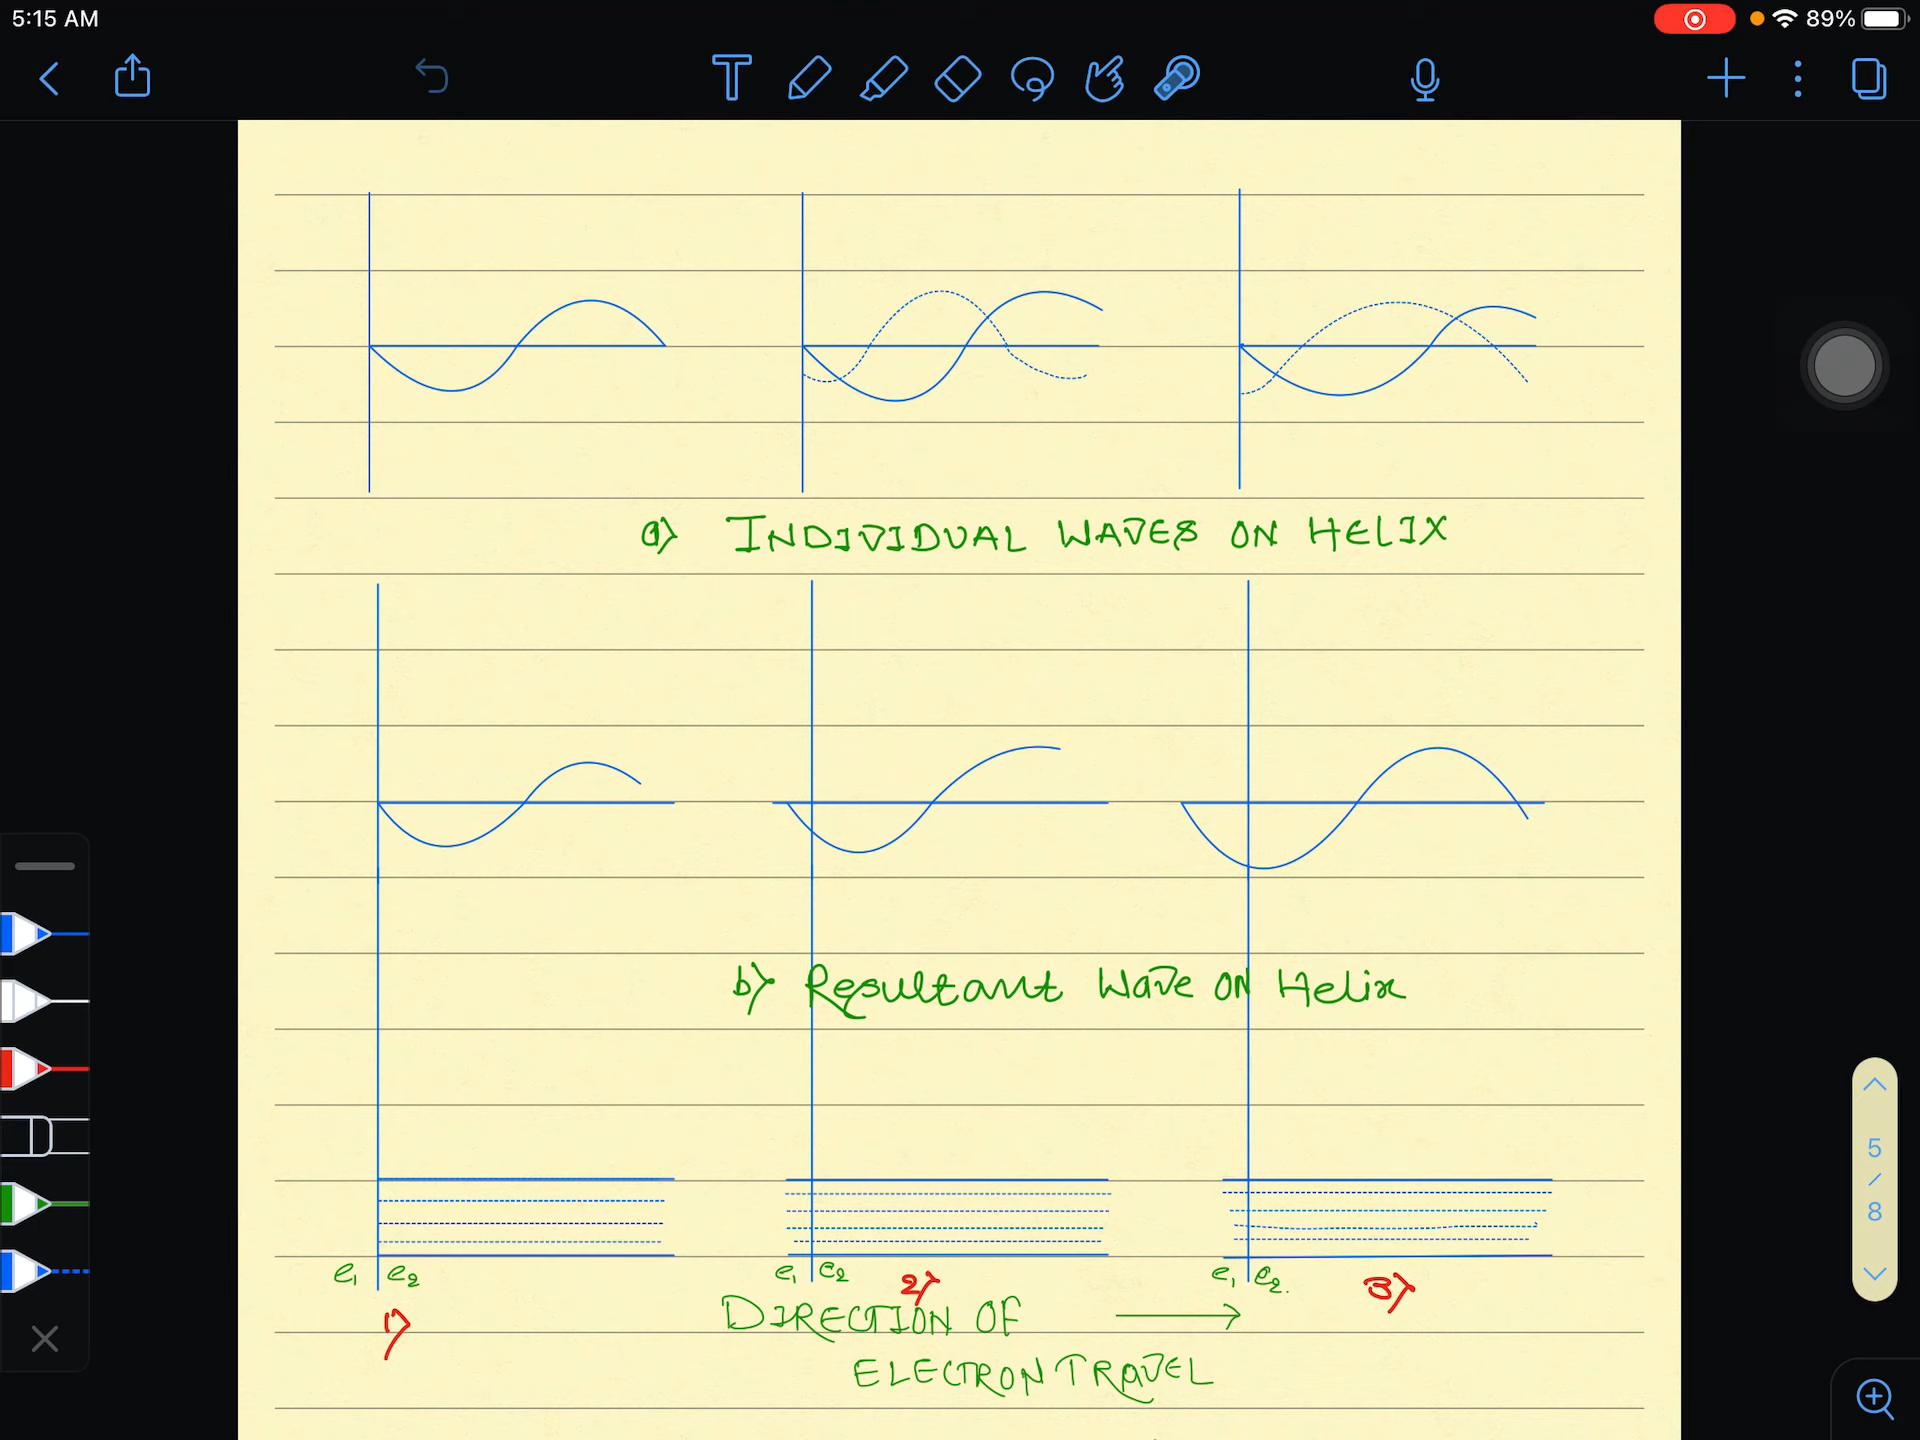 5:15 AM
89%
a) INDIVIDUAL WAVES ON HELIX
b) Resultant Wave ON Helix
5
/
8
e1 e2
e1 e2
e1 e2.
1)
2)
3)
DIRECTION OF
ELECTRON TRAVEL